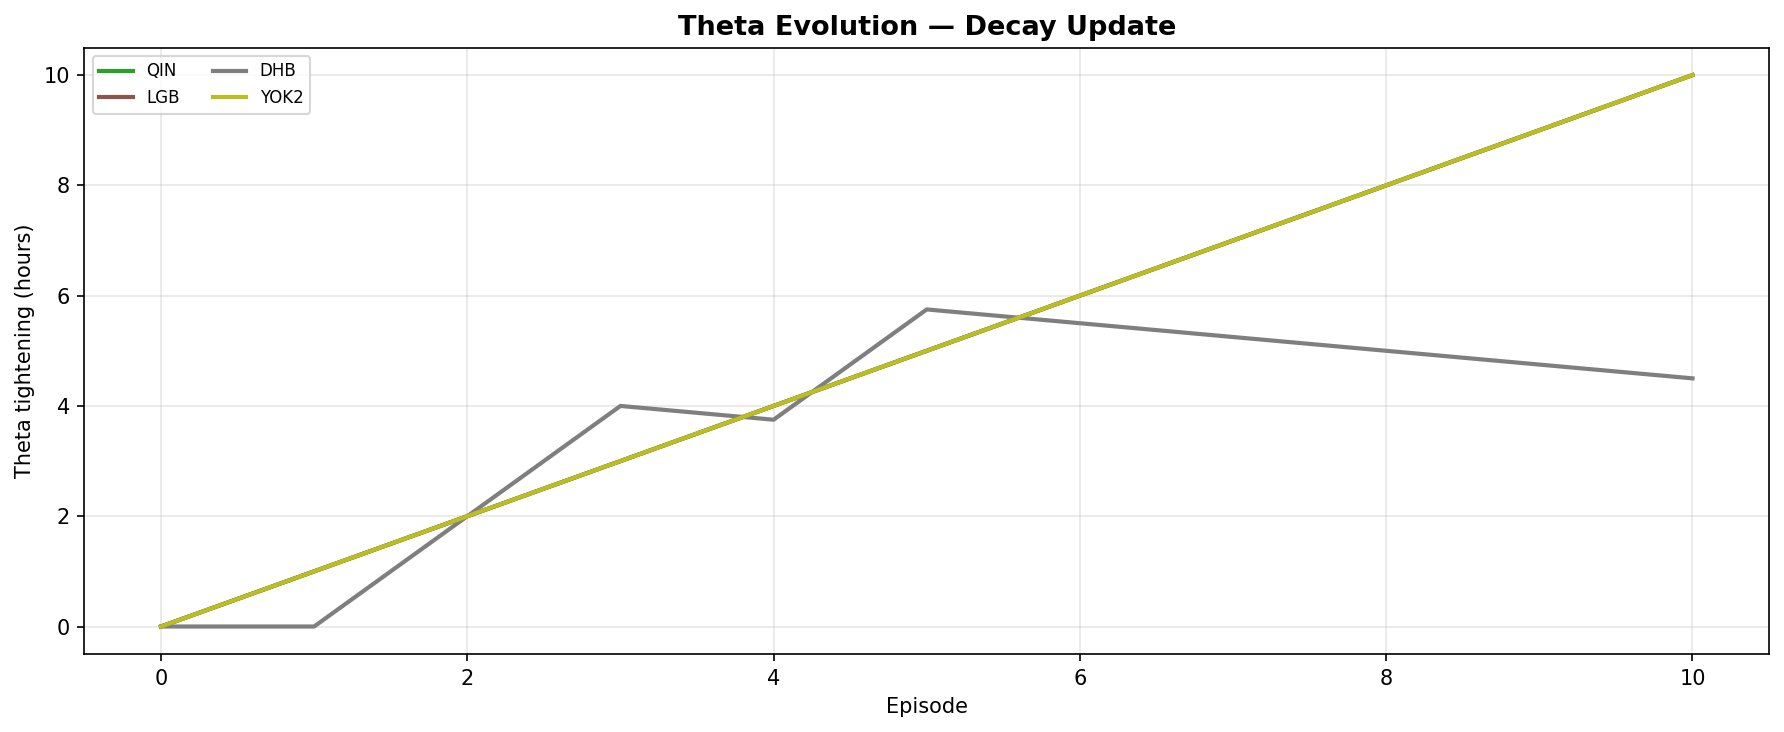 Theta Evolution — Decay Update
QIN
LGB
DHB
YOK2
Theta tightening (hours)
10
8
6
4
2
0
0
2
4
6
8
10
Episode